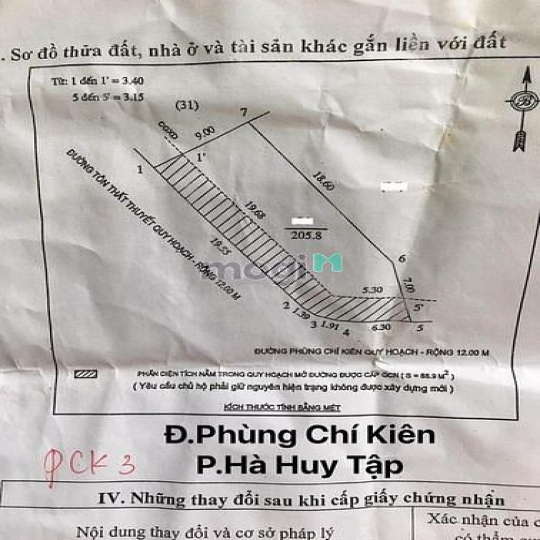 . Sơ đồ thửa đất, nhà ở và tài sản khác gắn liền với đất
Từ: 1 đến 1' = 3.40
5 đến 5' = 3.15
(31)
CGXD
9.00
7
B
1
1'
ĐƯỜNG TÔN THẤT THUYẾT QUY HOẠCH - RỘNG 12.00 M
19.68
18.60
205.8
19.55
mogi
6
7.00
5.30
5'
2
1.39
3
1.91
4
6.30
5
ĐƯỜNG PHÙNG CHÍ KIÊN QUY HOẠCH - RỘNG 12.00 M
PHẦN DIỆN TÍCH NẰM TRONG QUY HOẠCH MỞ ĐƯỜNG ĐƯỢC CẤP GCN ( S = 85.9 M²)
( Yêu cầu chủ hộ phải giữ nguyên hiện trạng không được xây dựng mới )
KÍCH THƯỚC TÍNH BẰNG MÉT
Đ.Phùng Chí Kiên
P.Hà Huy Tập
PCK 3
IV. Những thay đổi sau khi cấp giấy chứng nhận
Nội dung thay đổi và cơ sở pháp lý
Xác nhận của c
có thẩm qu